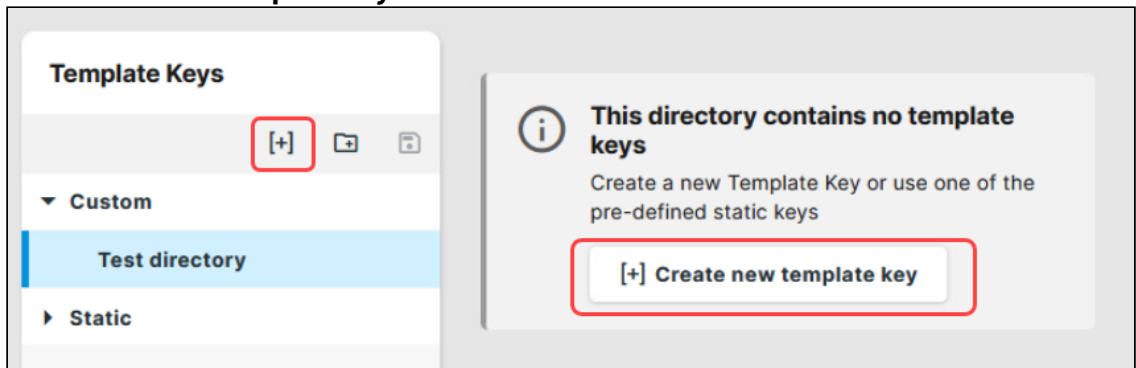 Template Keys
[+]
Custom
Test directory
Static
This directory contains no template
keys
Create a new Template Key or use one of the
pre-defined static keys
[+] Create new template key